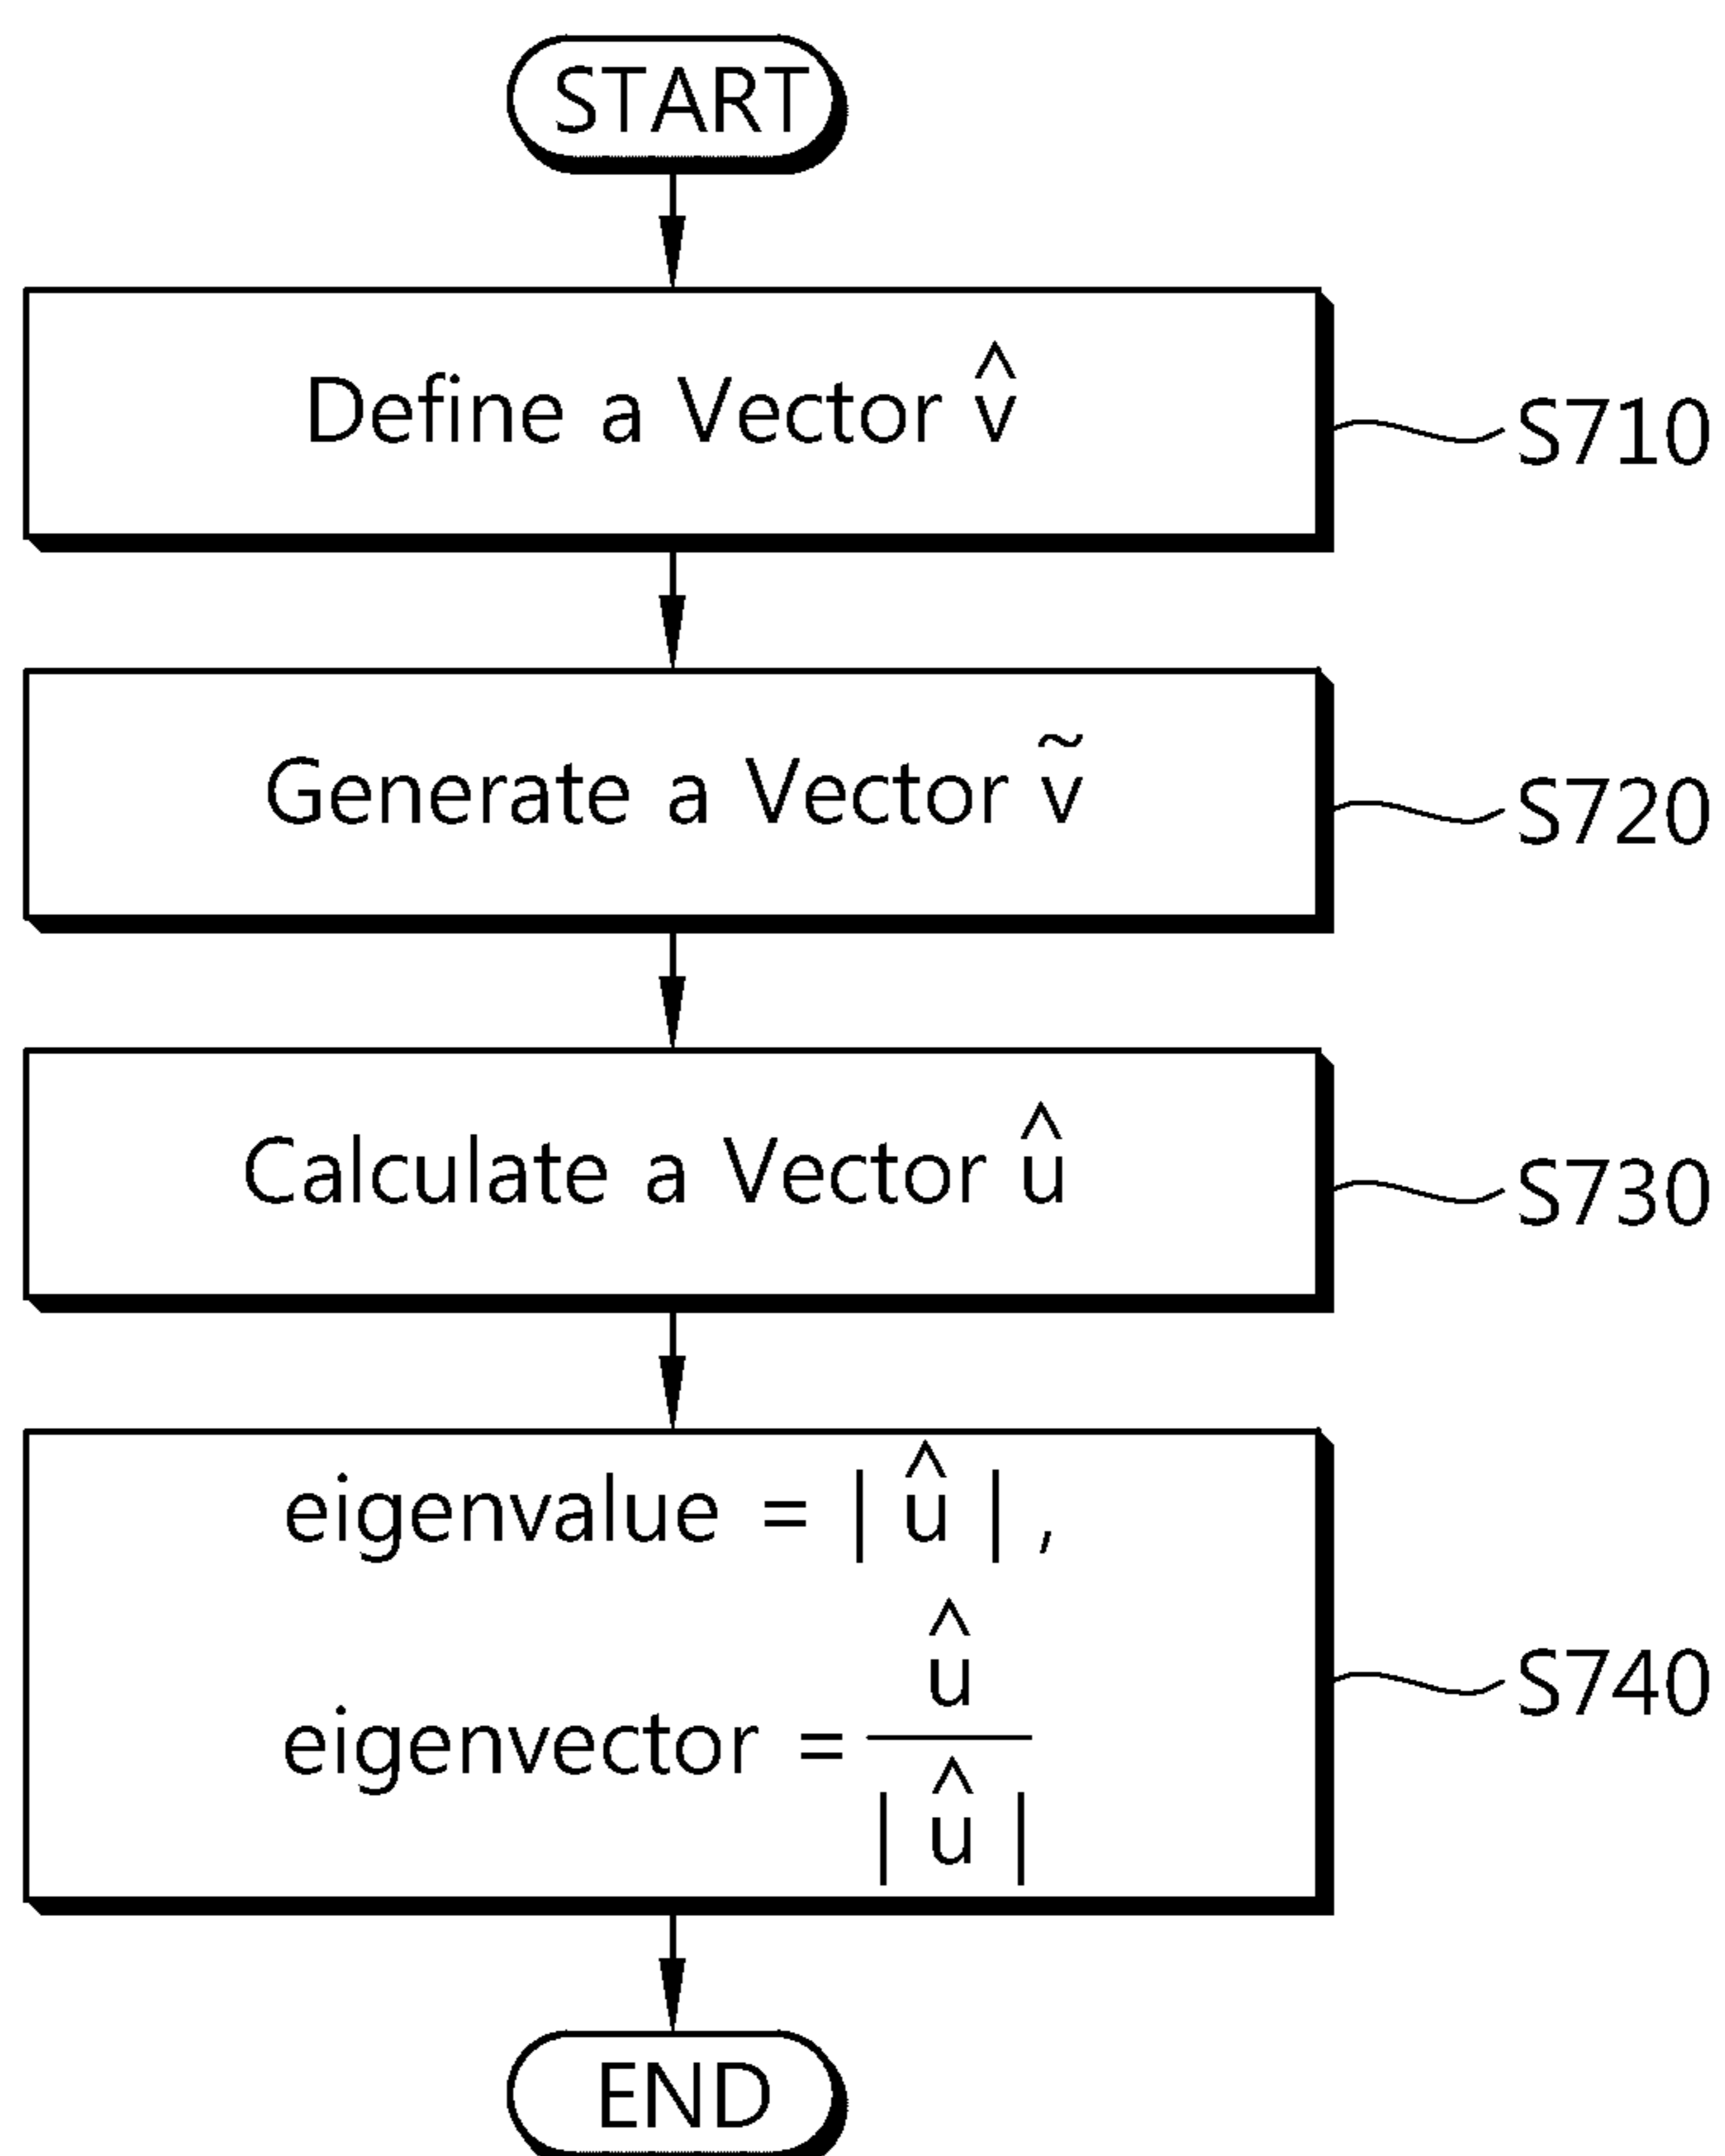 START
Define a Vector v̂
S710
Generate a Vector ṽ
S720
Calculate a Vector û
S730
eigenvalue = | û | ,
eigenvector = û / | û |
S740
END